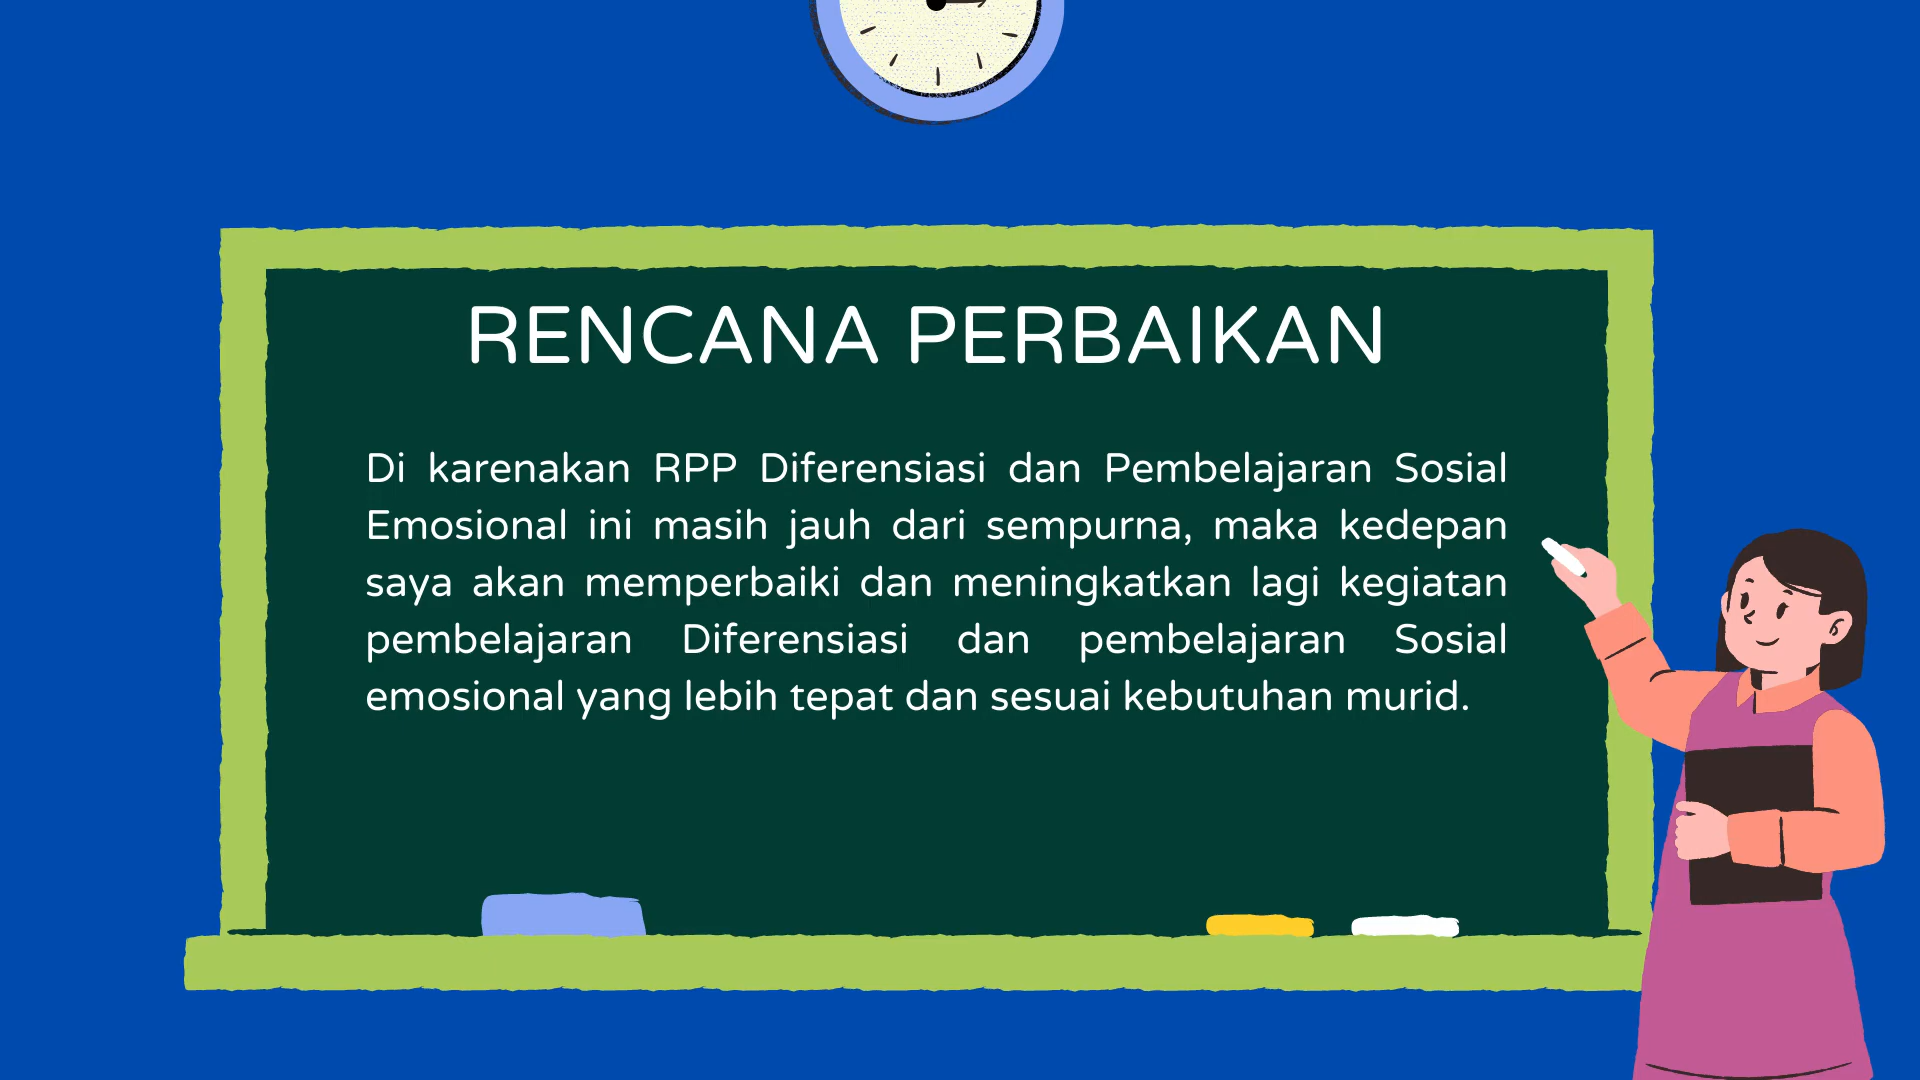 RENCANA PERBAIKAN
Di karenakan RPP Diferensiasi dan Pembelajaran Sosial
Emosional ini masih jauh dari sempurna, maka kedepan
saya akan memperbaiki dan meningkatkan lagi kegiatan
pembelajaran Diferensiasi dan pembelajaran Sosial
emosional yang lebih tepat dan sesuai kebutuhan murid.